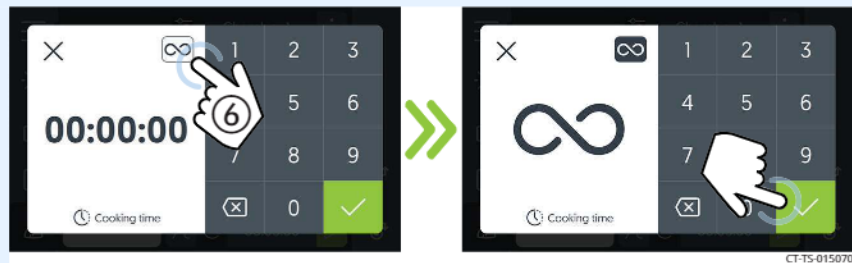 ∞ 1 2 3
6 5 6
00:00:00
7 8 9
0
Cooking time
∞ 1 2 3
4 5 6
∞
7 9
Cooking time
CT-TS-015070